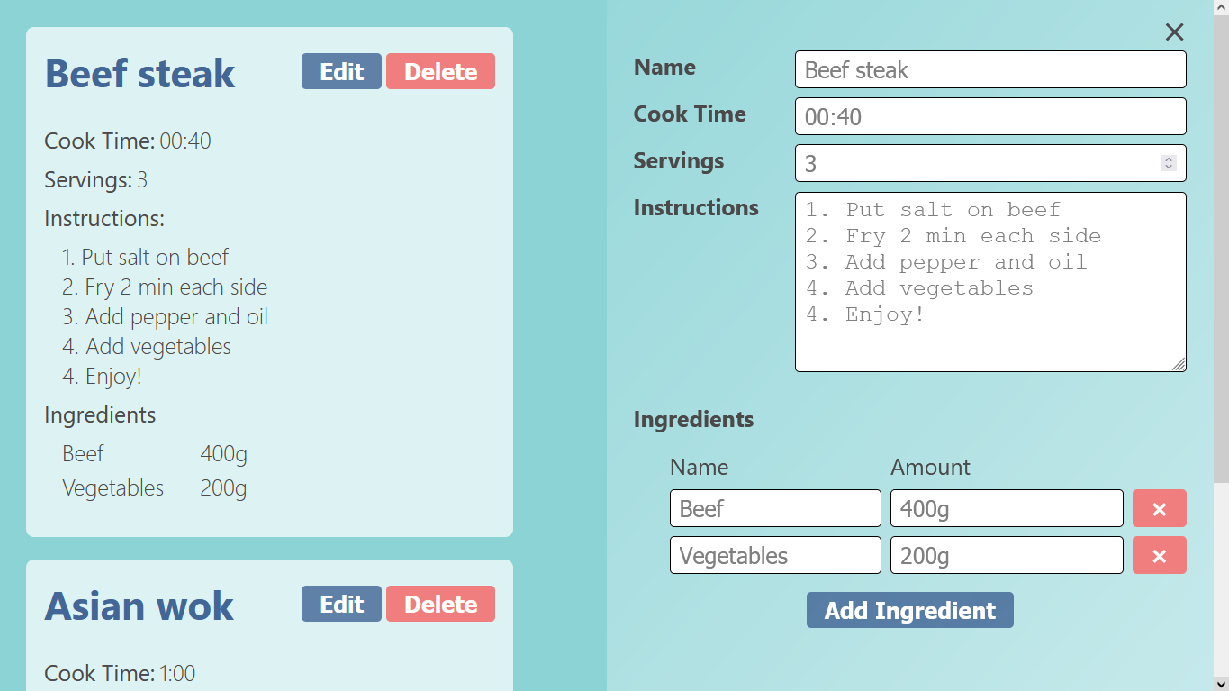 Beef steak
Edit
Delete
Cook Time: 00:40
Servings: 3
Instructions:
1. Put salt on beef
2. Fry 2 min each side
3. Add pepper and oil
4. Add vegetables
4. Enjoy!
Ingredients
Beef 400g
Vegetables 200g
Asian wok
Edit
Delete
Cook Time: 1:00
×
Name Beef steak
Cook Time 00:40
Servings 3
Instructions
1. Put salt on beef
2. Fry 2 min each side
3. Add pepper and oil
4. Add vegetables
4. Enjoy!
Ingredients
Name Amount
Beef 400g ×
Vegetables 200g ×
Add Ingredient